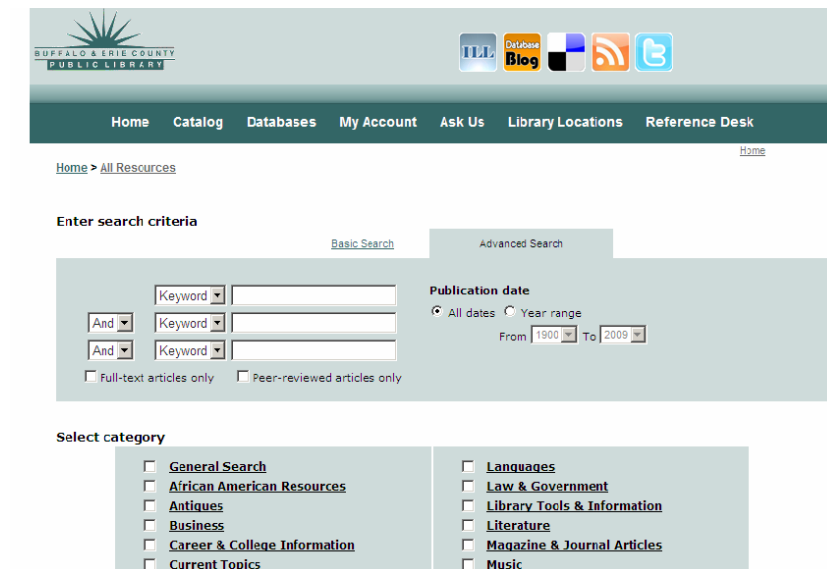 BUFFALO & ERIE COUNTY
PUBLIC LIBRARY
ILL
Database
Blog
Home Catalog Databases My Account Ask Us Library Locations Reference Desk
Home
Home > All Resources
Enter search criteria
Basic Search Advanced Search
Keyword
And Keyword
And Keyword
Full-text articles only Peer-reviewed articles only
Publication date
All dates Year range
From 1900 To 2009
Select category
General Search
African American Resources
Antiques
Business
Career & College Information
Current Topics
Languages
Law & Government
Library Tools & Information
Literature
Magazine & Journal Articles
Music